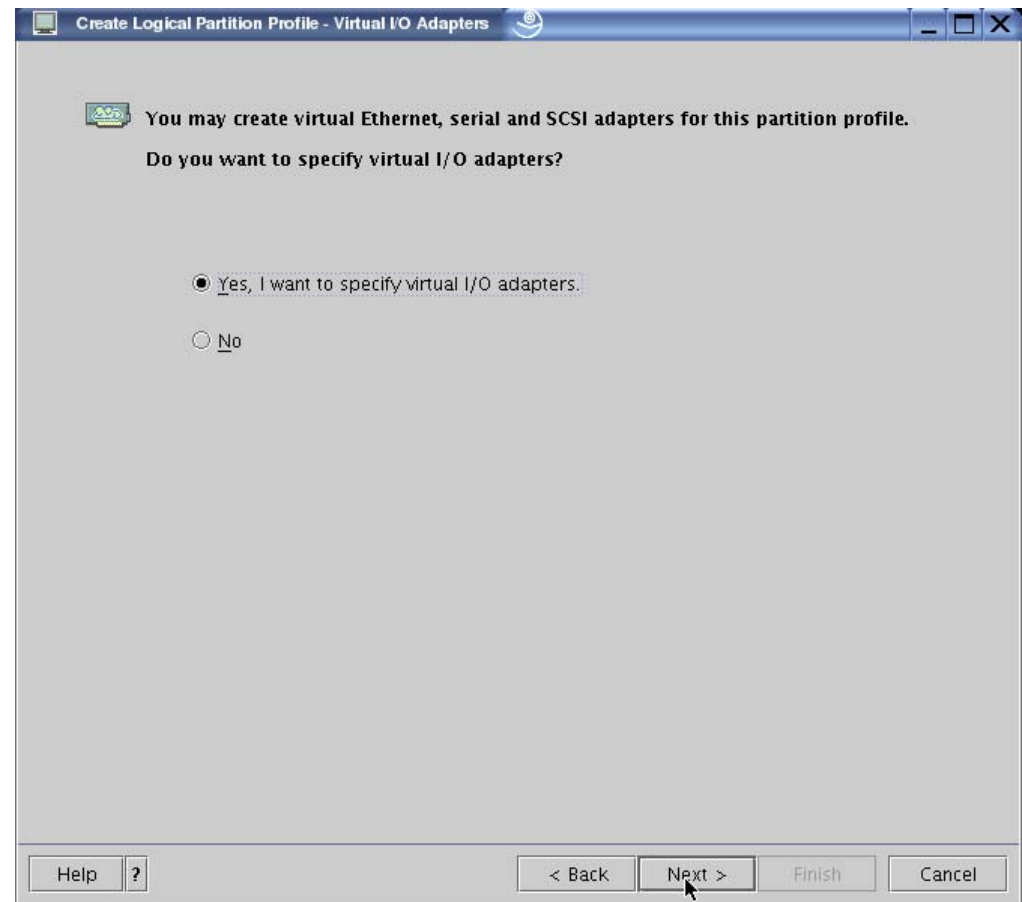 Create Logical Partition Profile - Virtual I/O Adapters
You may create virtual Ethernet, serial and SCSI adapters for this partition profile.
Do you want to specify virtual I/O adapters?
Yes, I want to specify virtual I/O adapters.
No
Help ? < Back Next > Finish Cancel